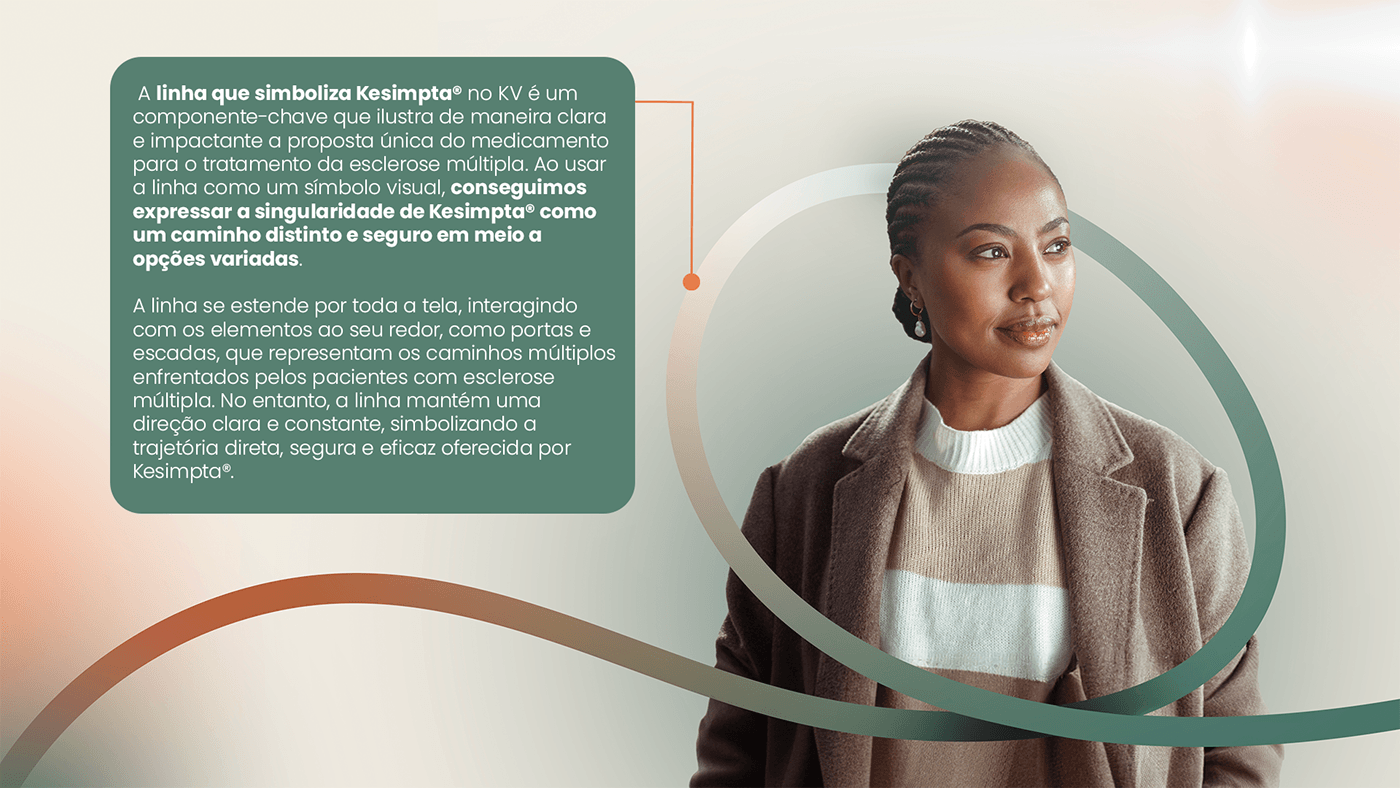 A linha que simboliza Kesimpta® no KV é um
componente-chave que ilustra de maneira clara
e impactante a proposta única do medicamento
para o tratamento da esclerose múltipla. Ao usar
a linha como um símbolo visual, conseguimos
expressar a singularidade de Kesimpta® como
um caminho distinto e seguro em meio a
opções variadas.
A linha se estende por toda a tela, interagindo
com os elementos ao seu redor, como portas e
escadas, que representam os caminhos múltiplos
enfrentados pelos pacientes com esclerose
múltipla. No entanto, a linha mantém uma
direção clara e constante, simbolizando a
trajetória direta, segura e eficaz oferecida por
Kesimpta®.